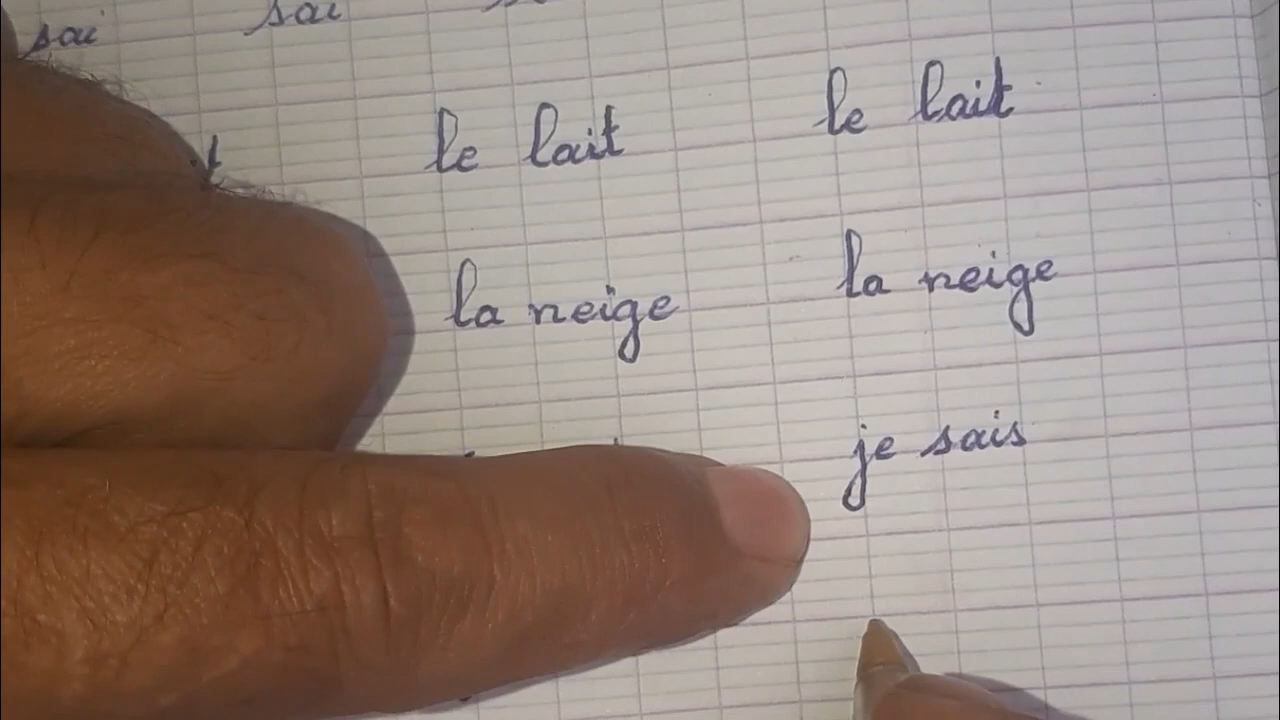 sai sai
le lait le lait
la neige la neige
je sais